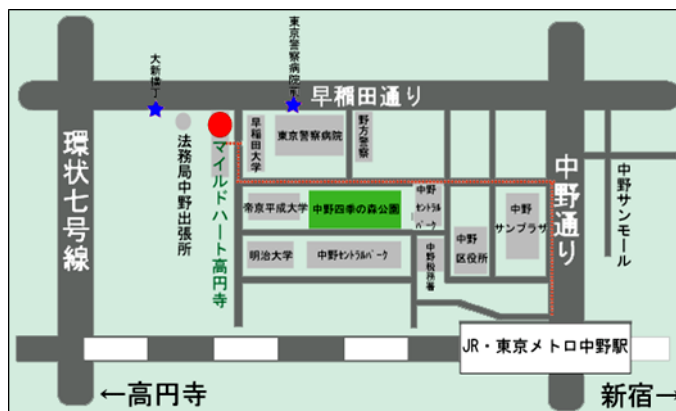 大新横丁
東京警察病院前
早稲田通り
環状七号線
法務局中野出張所
マイルドハート高円寺
早稲田大学
東京警察病院
野方警察
中野通り
中野サンモール
帝京平成大学
中野四季の森公園
中野
セントラル
パーク
中野
サンプラザ
明治大学
中野セントラルパーク
中野税務署
中野
区役所
JR・東京メトロ中野駅
←高円寺
新宿→